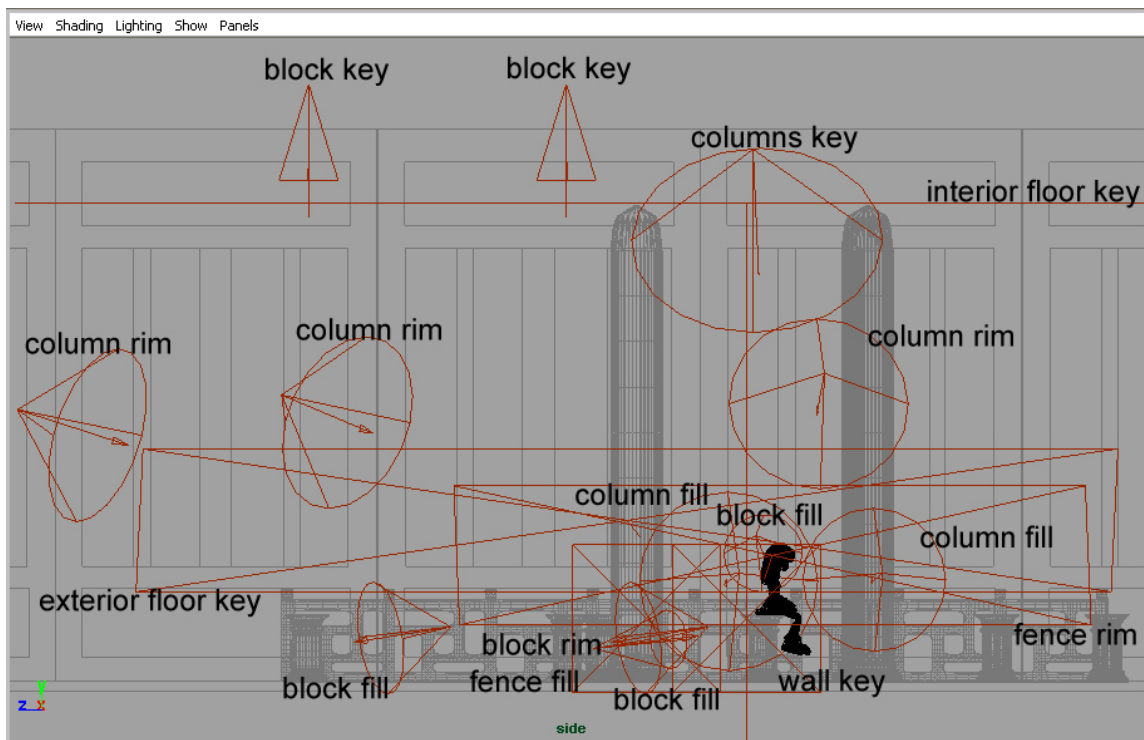 View Shading Lighting Show Panels
block key
block key
columns key
interior floor key
column rim
column rim
column rim
column fill
block fill
column fill
exterior floor key
block rim
fence rim
block fill
fence fill
block fill
wall key
y
z x
side